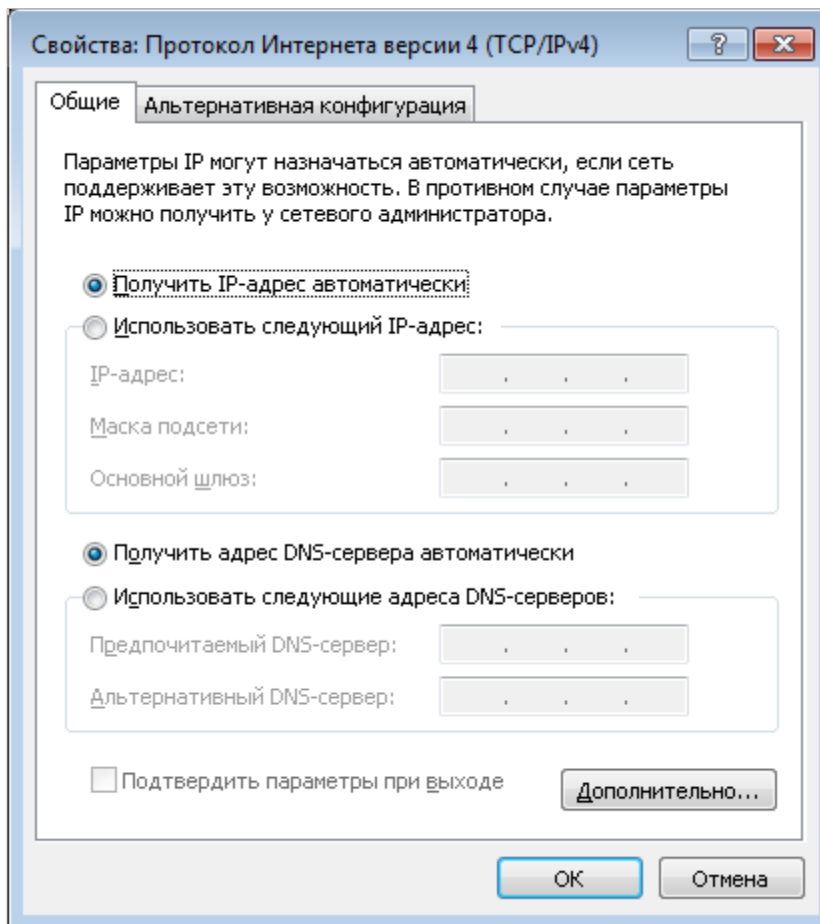 Свойства: Протокол Интернета версии 4 (TCP/IPv4)
Общие
Альтернативная конфигурация
Параметры IP могут назначаться автоматически, если сеть
поддерживает эту возможность. В противном случае параметры
IP можно получить у сетевого администратора.
Получить IP-адрес автоматически
Использовать следующий IP-адрес:
IP-адрес:
Маска подсети:
Основной шлюз:
Получить адрес DNS-сервера автоматически
Использовать следующие адреса DNS-серверов:
Предпочитаемый DNS-сервер:
Альтернативный DNS-сервер:
Подтвердить параметры при выходе
Дополнительно...
ОК
Отмена